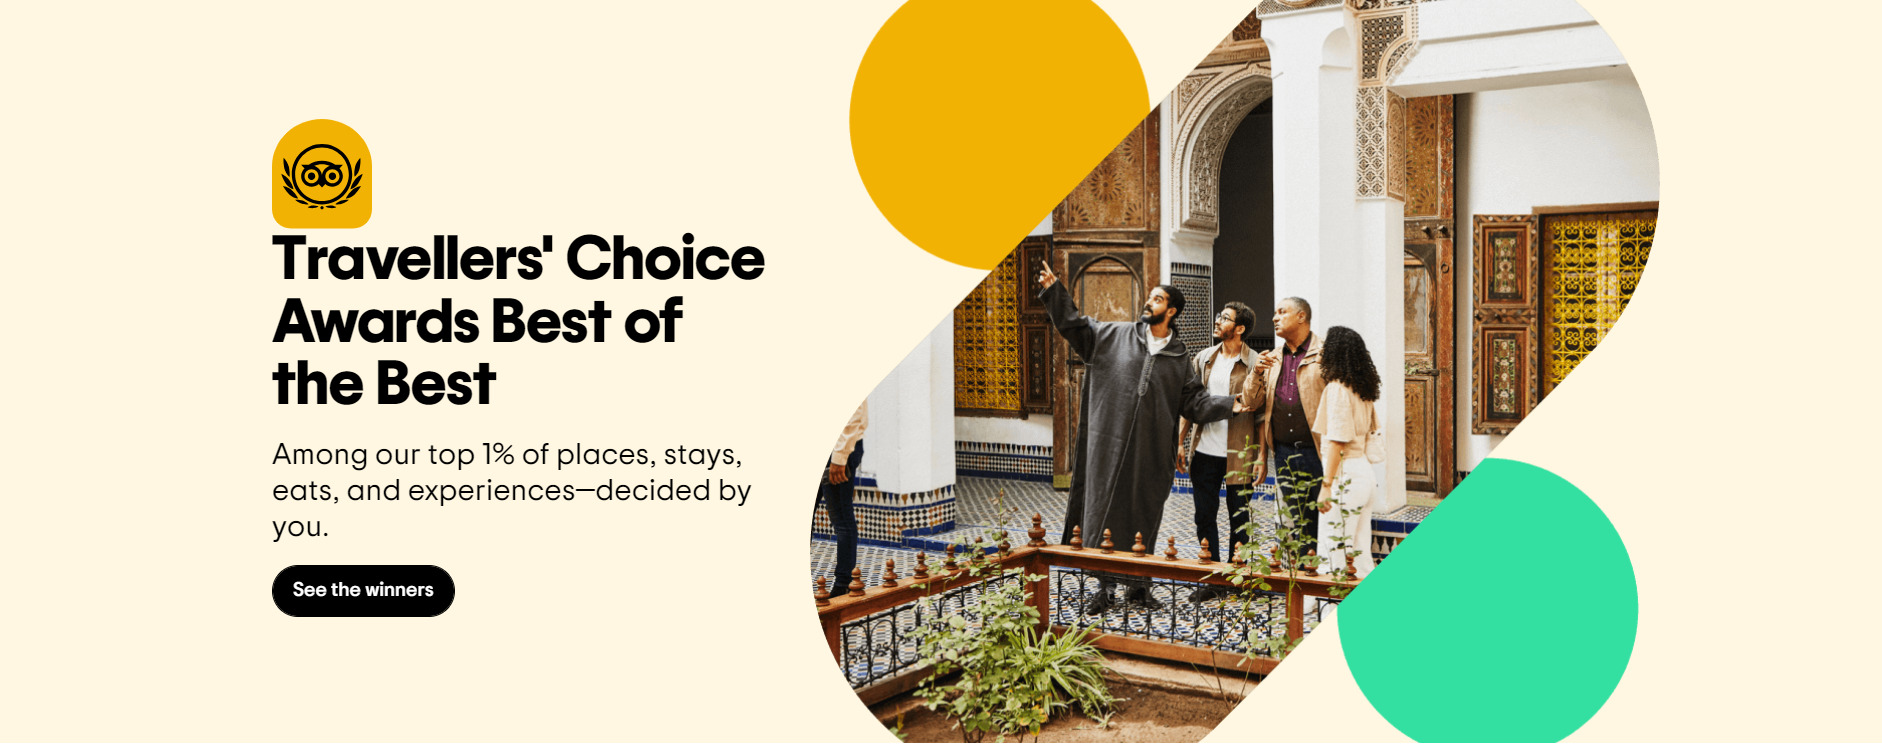 Travellers' Choice
Awards Best of
the Best
Among our top 1% of places, stays,
eats, and experiences—decided by
you.
See the winners